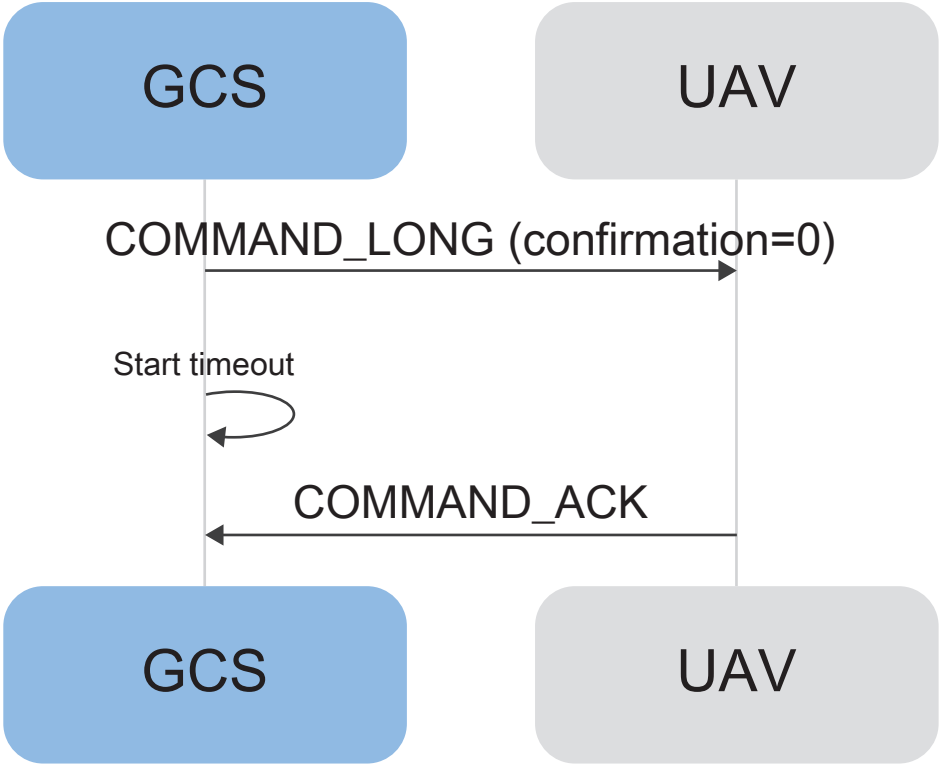 GCS
UAV
COMMAND_LONG (confirmation=0)
Start timeout
COMMAND_ACK
GCS
UAV